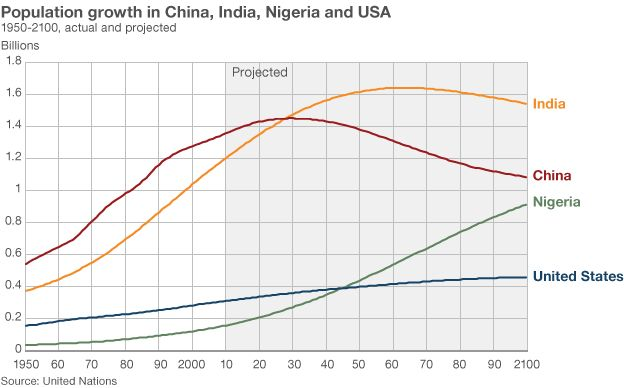 Population growth in China, India, Nigeria and USA
1950-2100, actual and projected
Billions
1.8
Projected
1.6
India
1.4
1.2
China
1
Nigeria
0.8
0.6
United States
0.4
0.2
0
1950 60 70 80 90 2000 10 20 30 40 50 60 70 80 90 2100
Source: United Nations